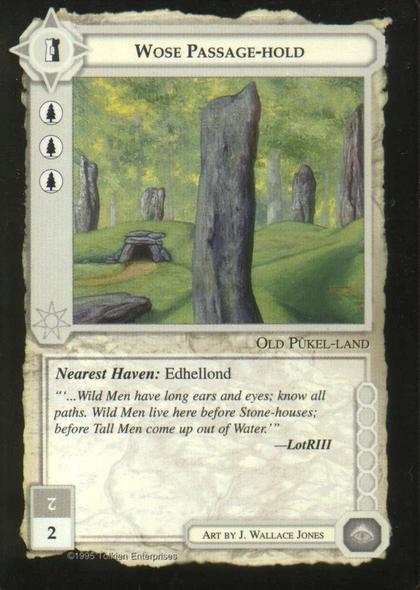 WOSE PASSAGE-HOLD
OLD PÛKEL-LAND
Nearest Haven: Edhellond
“‘...Wild Men have long ears and eyes; know all
paths. Wild Men live here before Stone-houses;
before Tall Men come up out of Water.’”
—LotRIII
2
2
ART BY J. WALLACE JONES
©1995 Tolkien Enterprises